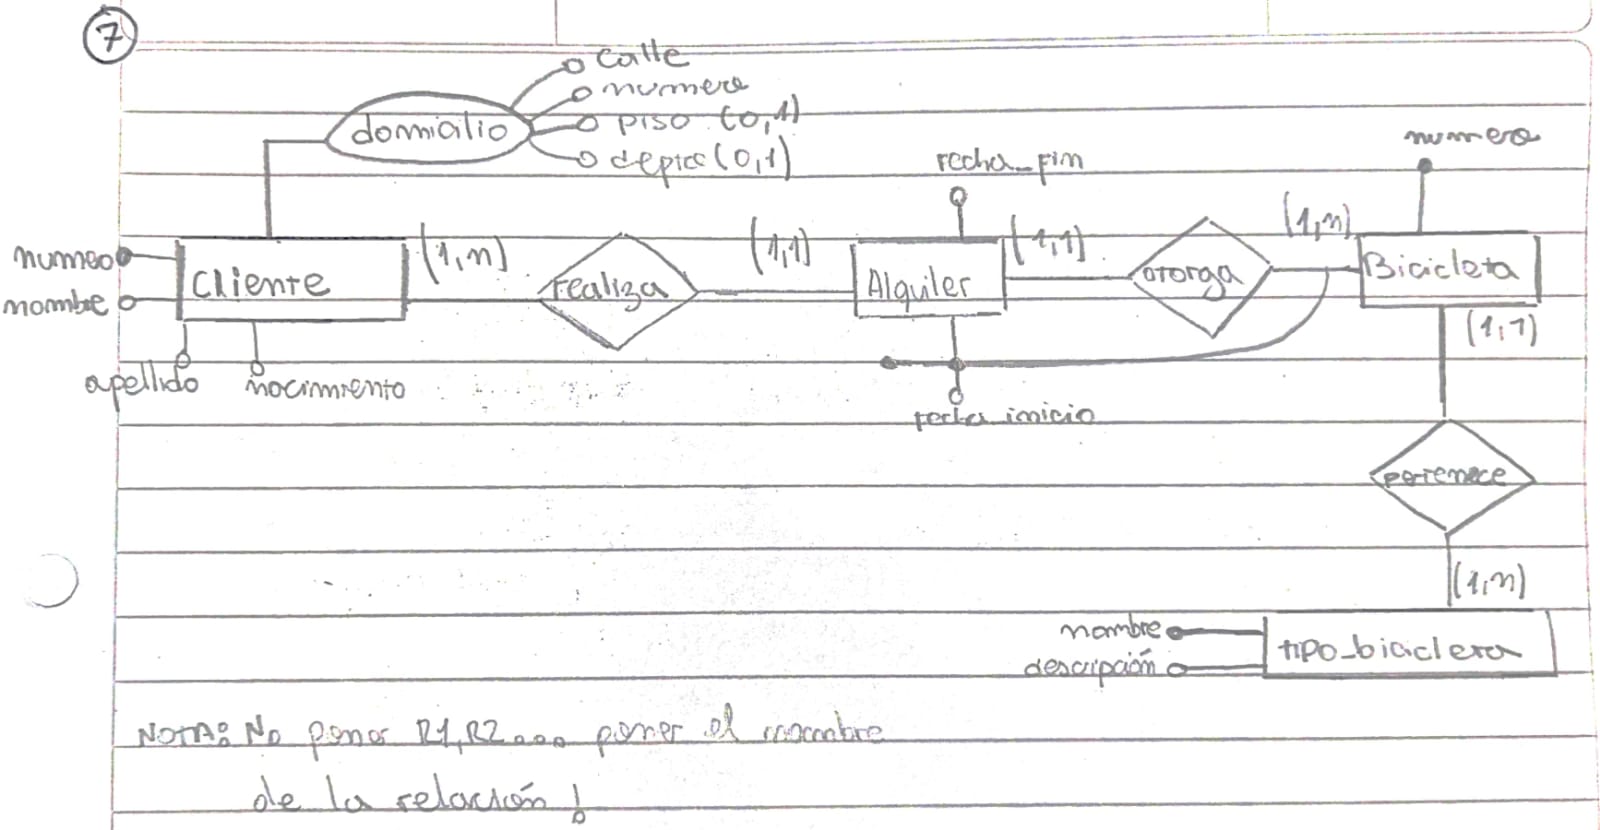 7
calle
numero
domicilio
piso (0,1)
depto (0,1)
numero
fecha_fin
(1,n)
(1,1)
(1,1)
(1,n)
numero
Cliente
realiza
Alquiler
otorga
Bicicleta
nombre
(1,1)
apellido
nacimiento
fecha_inicio
pertenece
(1,n)
nombre
tipo_bicicleta
descripción
NOTA: No poner R1, R2... poner el nombre
de la relación!